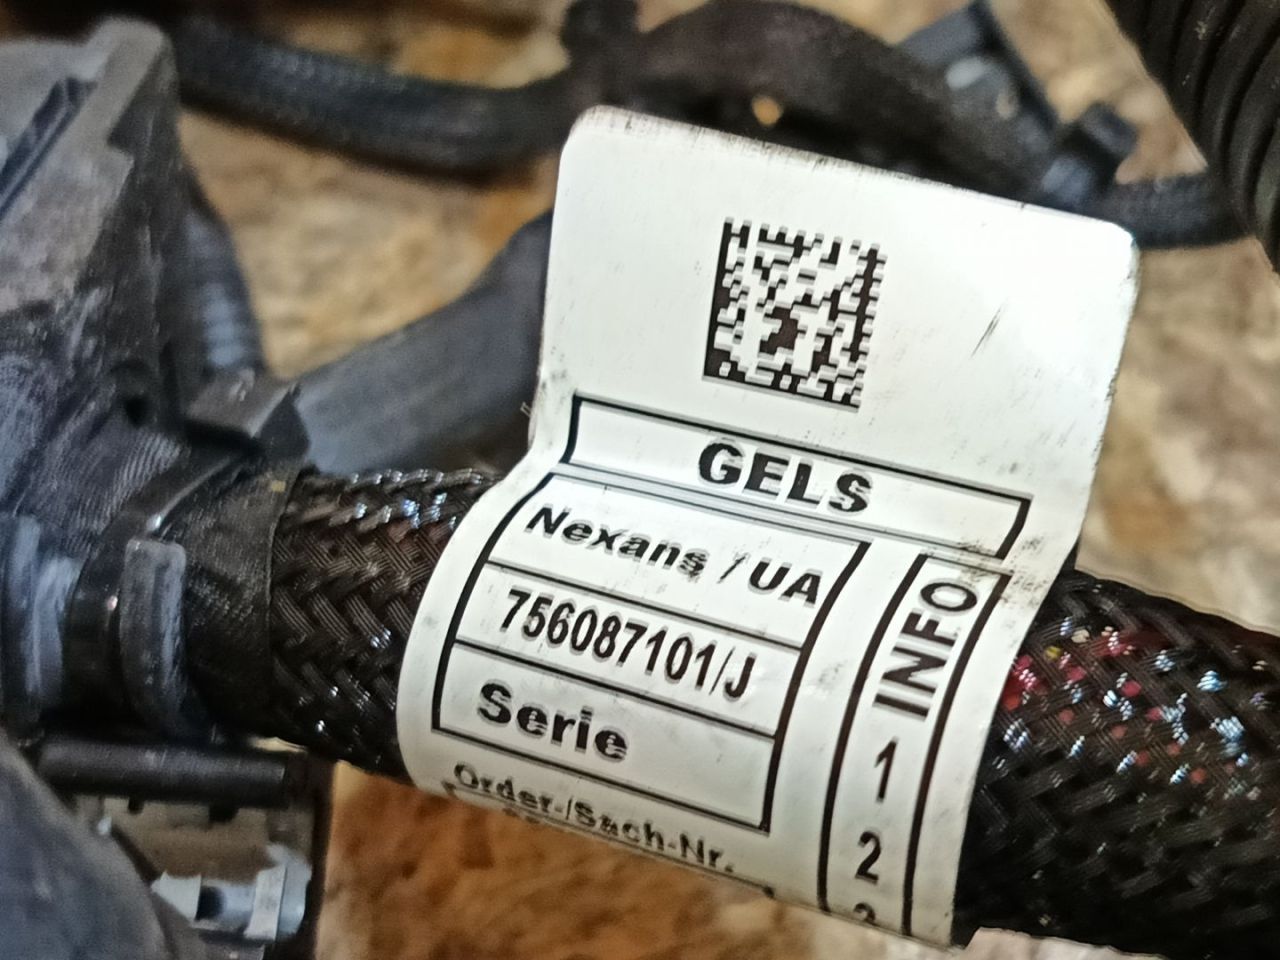 GELS
Nexans / UA
756087101/J
Serie
Order-/Sach-Nr.
INFO
1
2